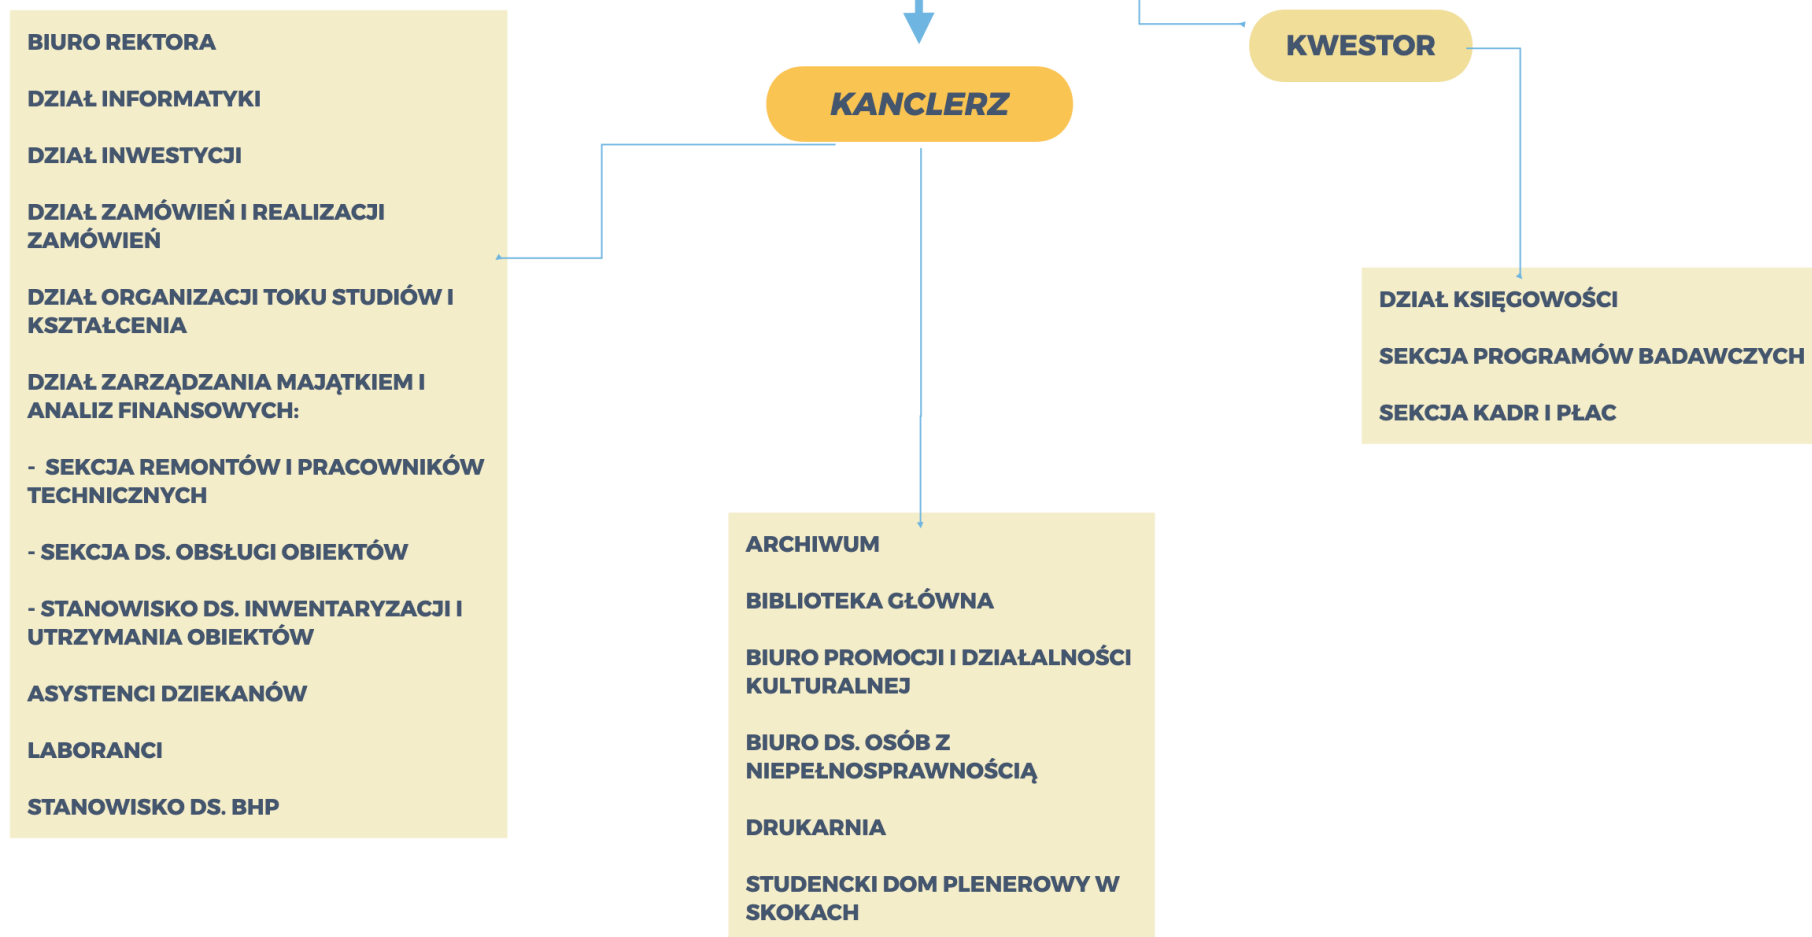 BIURO REKTORA
DZIAŁ INFORMATYKI
DZIAŁ INWESTYCJI
DZIAŁ ZAMÓWIEŃ I REALIZACJI
ZAMÓWIEŃ
DZIAŁ ORGANIZACJI TOKU STUDIÓW I
KSZTAŁCENIA
DZIAŁ ZARZĄDZANIA MAJĄTKIEM I
ANALIZ FINANSOWYCH:
- SEKCJA REMONTÓW I PRACOWNIKÓW
TECHNICZNYCH
- SEKCJA DS. OBSŁUGI OBIEKTÓW
- STANOWISKO DS. INWENTARYZACJI I
UTRZYMANIA OBIEKTÓW
ASYSTENCI DZIEKANÓW
LABORANCI
STANOWISKO DS. BHP
KANCLERZ
ARCHIWUM
BIBLIOTEKA GŁÓWNA
BIURO PROMOCJI I DZIAŁALNOŚCI
KULTURALNEJ
BIURO DS. OSÓB Z
NIEPEŁNOSPRAWNOŚCIĄ
DRUKARNIA
STUDENCKI DOM PLENEROWY W
SKOKACH
KWESTOR
DZIAŁ KSIĘGOWOŚCI
SEKCJA PROGRAMÓW BADAWCZYCH
SEKCJA KADR I PŁAC